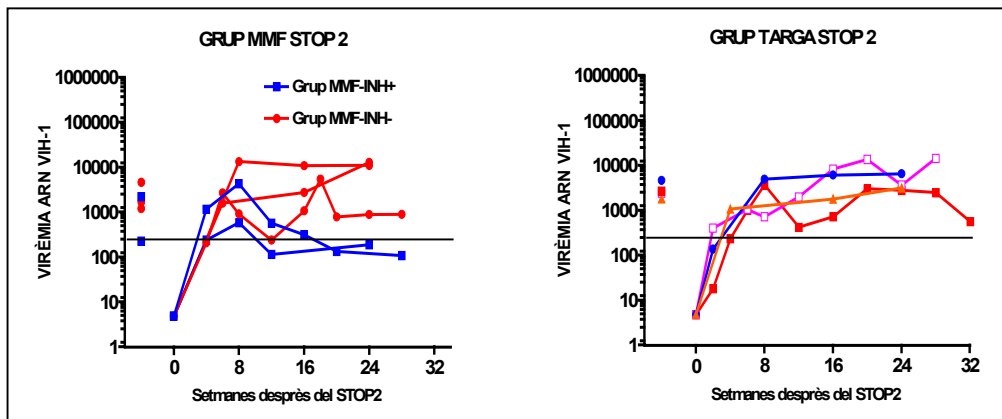 GRUP MMF STOP 2
VIRÈMIA ARN VIH-1
1000000
100000
10000
1000
100
10
1
Grup MMF-INH+
Grup MMF-INH-
0 8 16 24 32
Setmanes desprès del STOP2
GRUP TARGA STOP 2
VIRÈMIA ARN VIH-1
1000000
100000
10000
1000
100
10
1
0 8 16 24 32
Setmanes desprès del STOP2